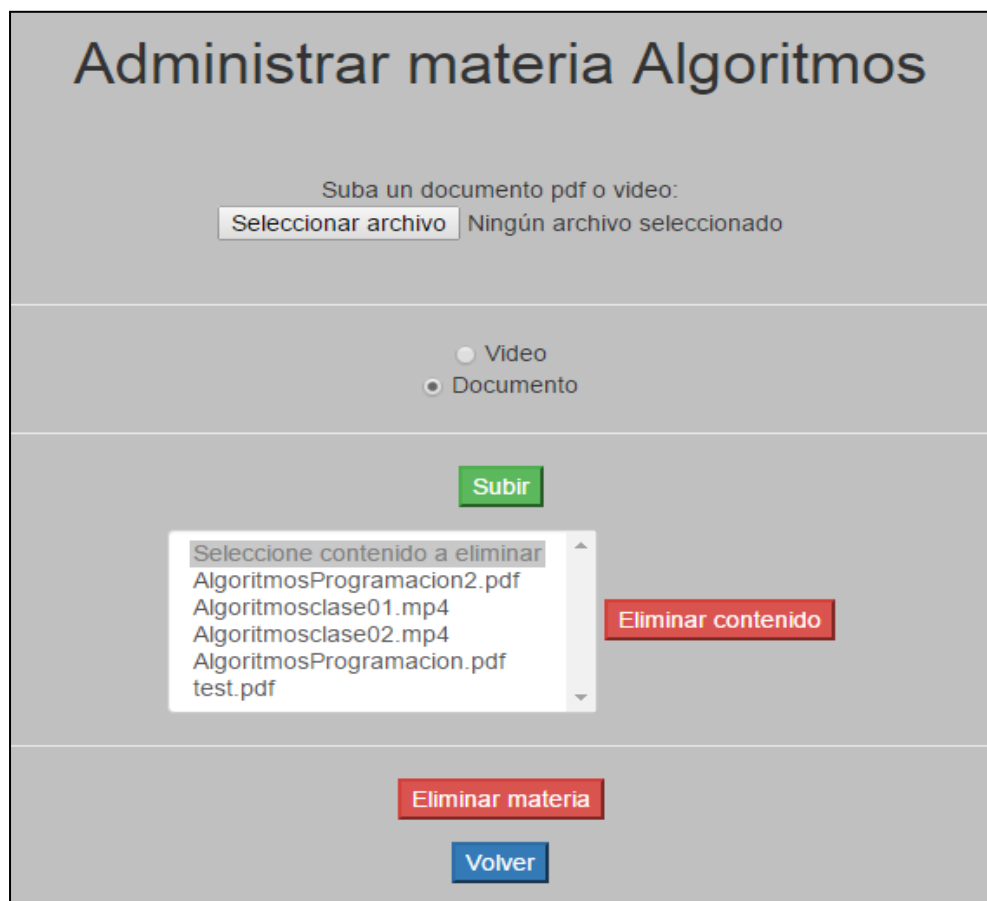 Administrar materia Algoritmos
Suba un documento pdf o video:
Seleccionar archivo Ningún archivo seleccionado
Video
Documento
Subir
Seleccione contenido a eliminar
AlgoritmosProgramacion2.pdf
Algoritmosclase01.mp4
Algoritmosclase02.mp4
AlgoritmosProgramacion.pdf
test.pdf
Eliminar contenido
Eliminar materia
Volver